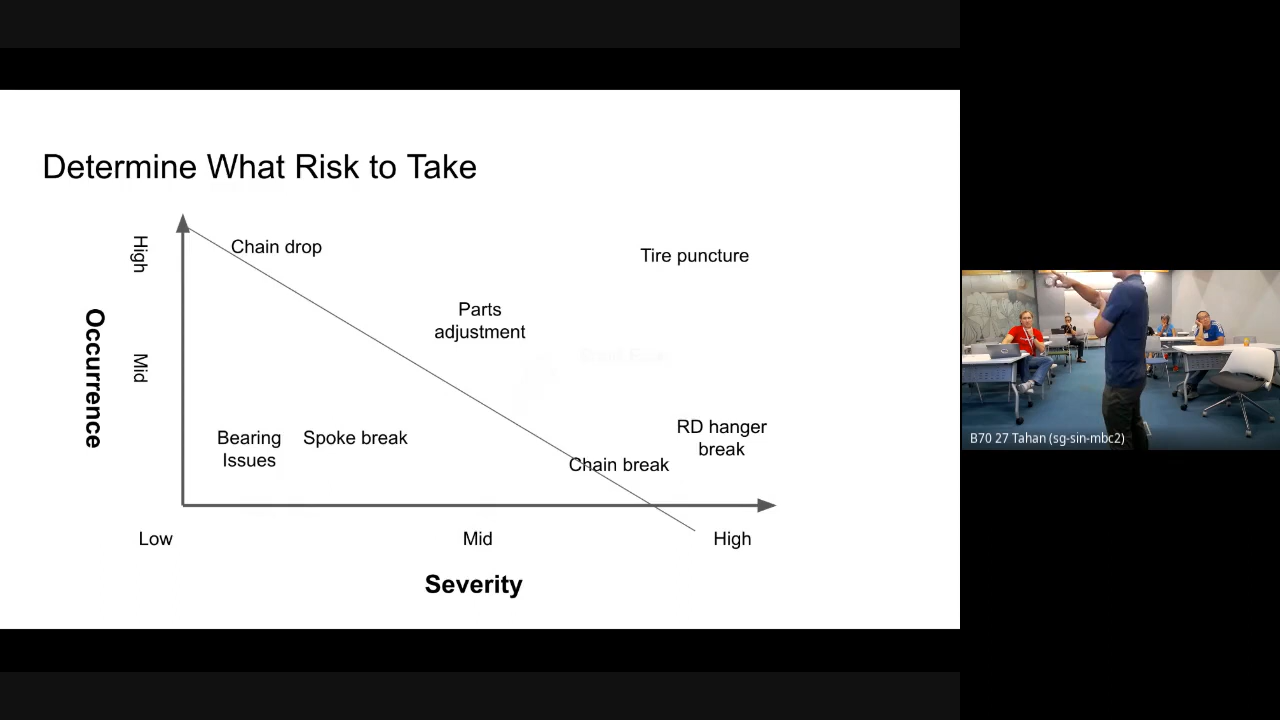 Determine What Risk to Take
High
Chain drop
Tire puncture
Parts
adjustment
Occurrence
Mid
RD hanger
break
Bearing
Issues
Spoke break
Chain break
Low
Mid
High
Severity
B70 27 Tahan (sg-sin-mbc2)